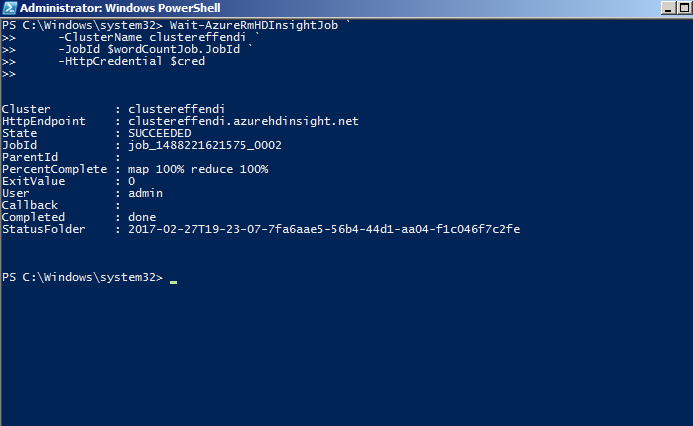 Administrator: Windows PowerShell
PS C:\Windows\system32> Wait-AzureRmHDInsightJob `
>>      -ClusterName clustereffendi `
>>      -JobId $wordCountJob.JobId `
>>      -HttpCredential $cred
>>
Cluster         : clustereffendi
HttpEndpoint    : clustereffendi.azurehdinsight.net
State           : SUCCEEDED
JobId           : job_1488221621575_0002
ParentId        :
PercentComplete : map 100% reduce 100%
ExitValue       : 0
User            : admin
Callback        :
Completed       : done
StatusFolder    : 2017-02-27T19-23-07-7fa6aae5-56b4-44d1-aa04-f1c046f7c2fe
PS C:\Windows\system32> _